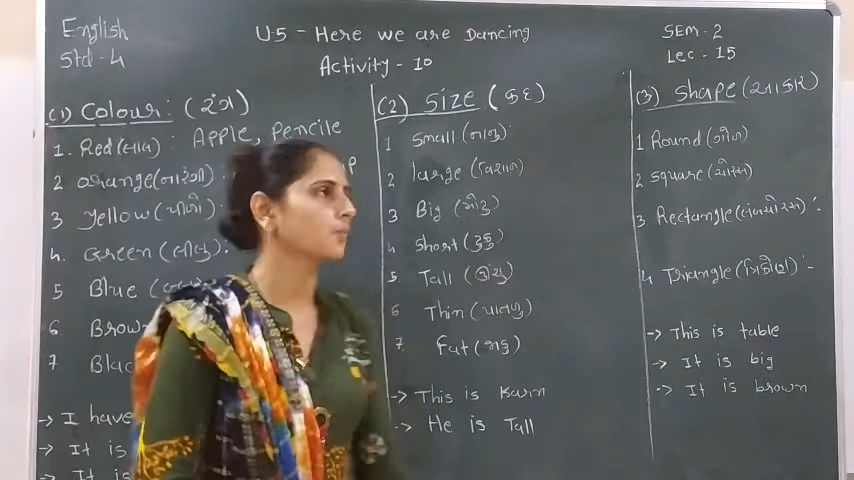 English
Std - 4
U-5 - Here we are Dancing
Activity - 10
SEM - 2
Lec - 15
(1) Colour : (રંગ)
1. Red(લાલ) : Apple, Pencile
2 Orange(નારંગી) :
3 Yellow(પીળો) :
4. Green (લીલું) :
5 Blue
6 Brown
7 Blac
→ I have
→ It is
→ It is
(2) Size (કદ)
1 Small (નાનું)
2 large (વિશાળ)
3 Big (મોટું)
4 Short (ટૂંકું)
5. Tall (ઊંચું)
6 Thin (પાતળું)
7. Fat (જાડું)
→ This is Karn
→ He is Tall
(3) Shape (આકાર)
1 Round (ગોળ)
2 Square (ચોરસ)
3 Rectangle (લંબચોરસ) :
4 Triangle (ત્રિકોણ) :-
→ This is table
→ It is big
→ It is brown